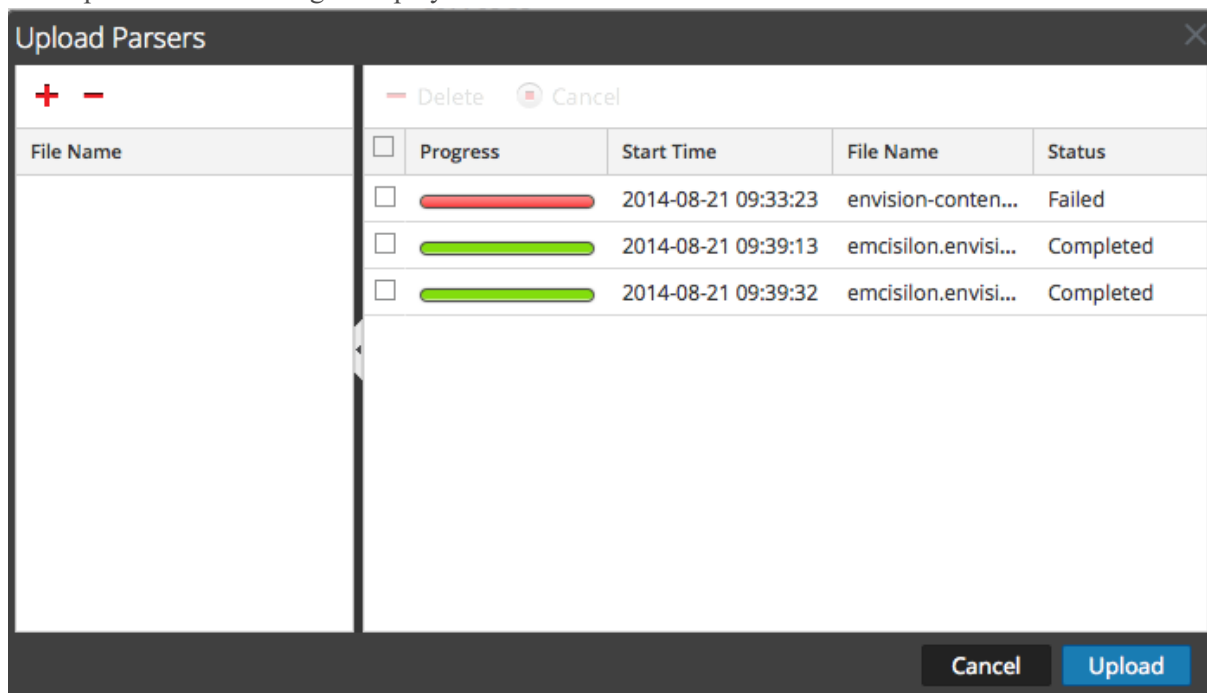 Upload Parsers
Delete Cancel
File Name
Progress Start Time File Name Status
2014-08-21 09:33:23 envision-conten... Failed
2014-08-21 09:39:13 emcisilon.envisi... Completed
2014-08-21 09:39:32 emcisilon.envisi... Completed
Cancel Upload